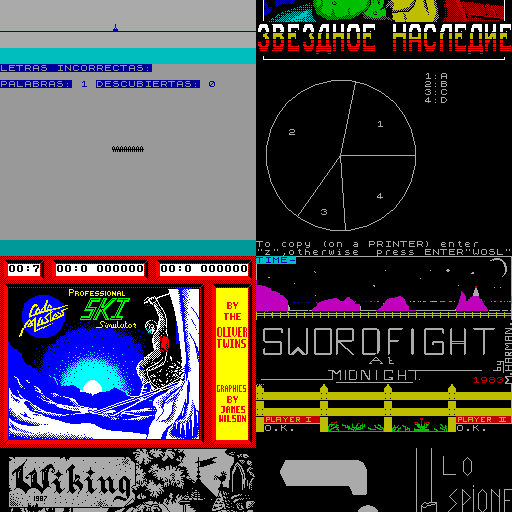 LETRAS INCORRECTAS:
PALABRAS: 1 DESCUBIERTAS: 0
ЗВЕЗДНОЕ НАСЛЕДИЕ
1:A
2:B
3:C
4:D
1
2
3
4
To copy (on a PRINTER) enter
"Z",otherwise press ENTER"WOSL"
00:7 00:0 000000 00:0 000000
Code Masters
PROFESSIONAL
SKI
Simulator
BY
THE
OLIVER
TWINS
GRAPHICS
BY
JAMES
WILSON
TIME-
SWORDFIGHT
At
MIDNIGHT
by M.HARMAN
1983
PLAYER 1 PLAYER 2
O.K. O.K.
Wiking
1987
LO
SPIONE